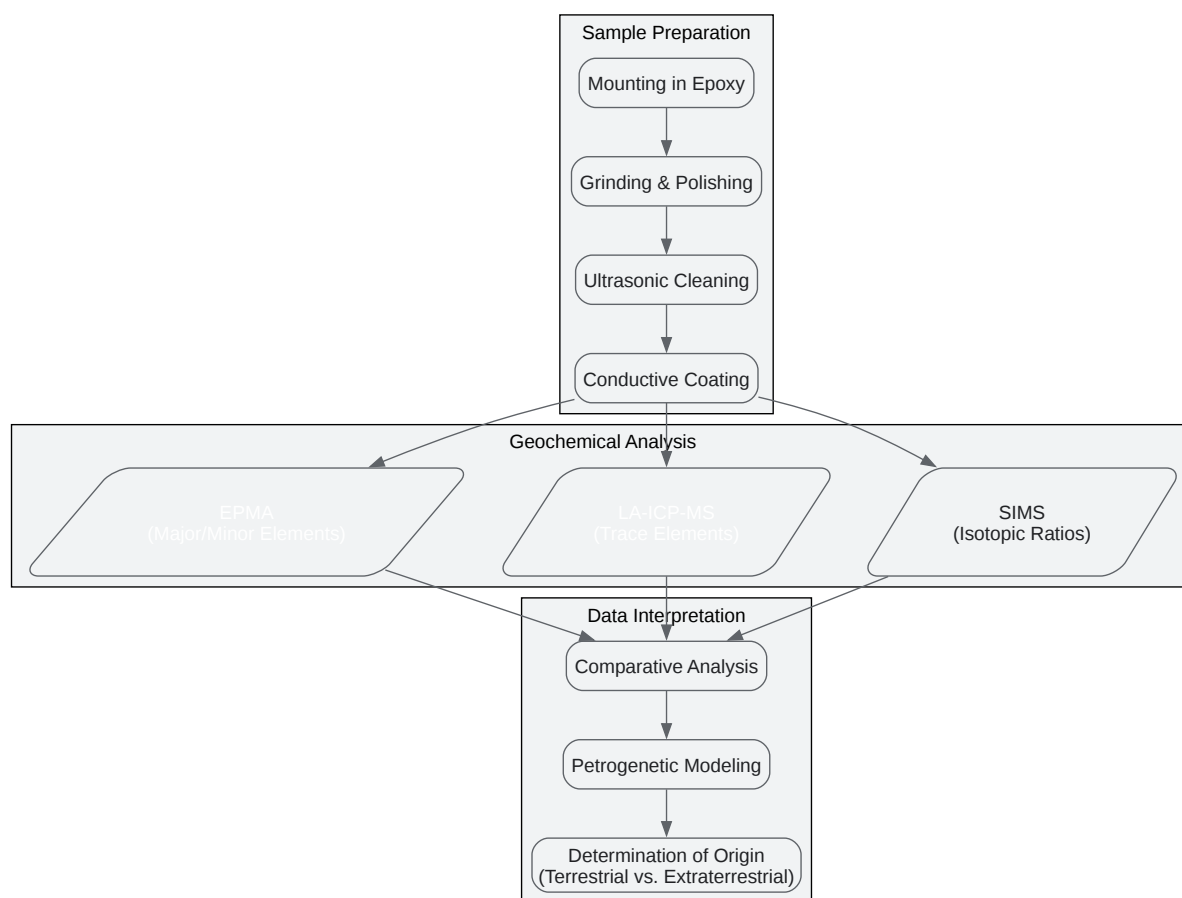 Sample Preparation
Mounting in Epoxy
Grinding & Polishing
Ultrasonic Cleaning
Conductive Coating
Geochemical Analysis
EPMA
(Major/Minor Elements)
LA-ICP-MS
(Trace Elements)
SIMS
(Isotopic Ratios)
Data Interpretation
Comparative Analysis
Petrogenetic Modeling
Determination of Origin
(Terrestrial vs. Extraterrestrial)